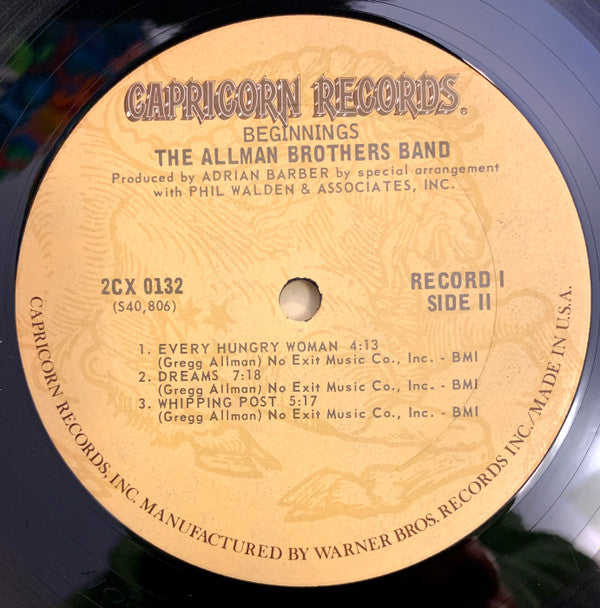 CAPRICORN RECORDS®
BEGINNINGS
THE ALLMAN BROTHERS BAND
Produced by ADRIAN BARBER by special arrangement
with PHIL WALDEN & ASSOCIATES, INC.
2CX 0132
(S40,806)
RECORD I
SIDE II
1. EVERY HUNGRY WOMAN 4:13
(Gregg Allman) No Exit Music Co., Inc. - BMI
2. DREAMS 7:18
(Gregg Allman) No Exit Music Co., Inc. - BMI
3. WHIPPING POST 5:17
(Gregg Allman) No Exit Music Co., Inc. - BMI
CAPRICORN RECORDS, INC. MANUFACTURED BY WARNER BROS. RECORDS INC./MADE IN U.S.A.